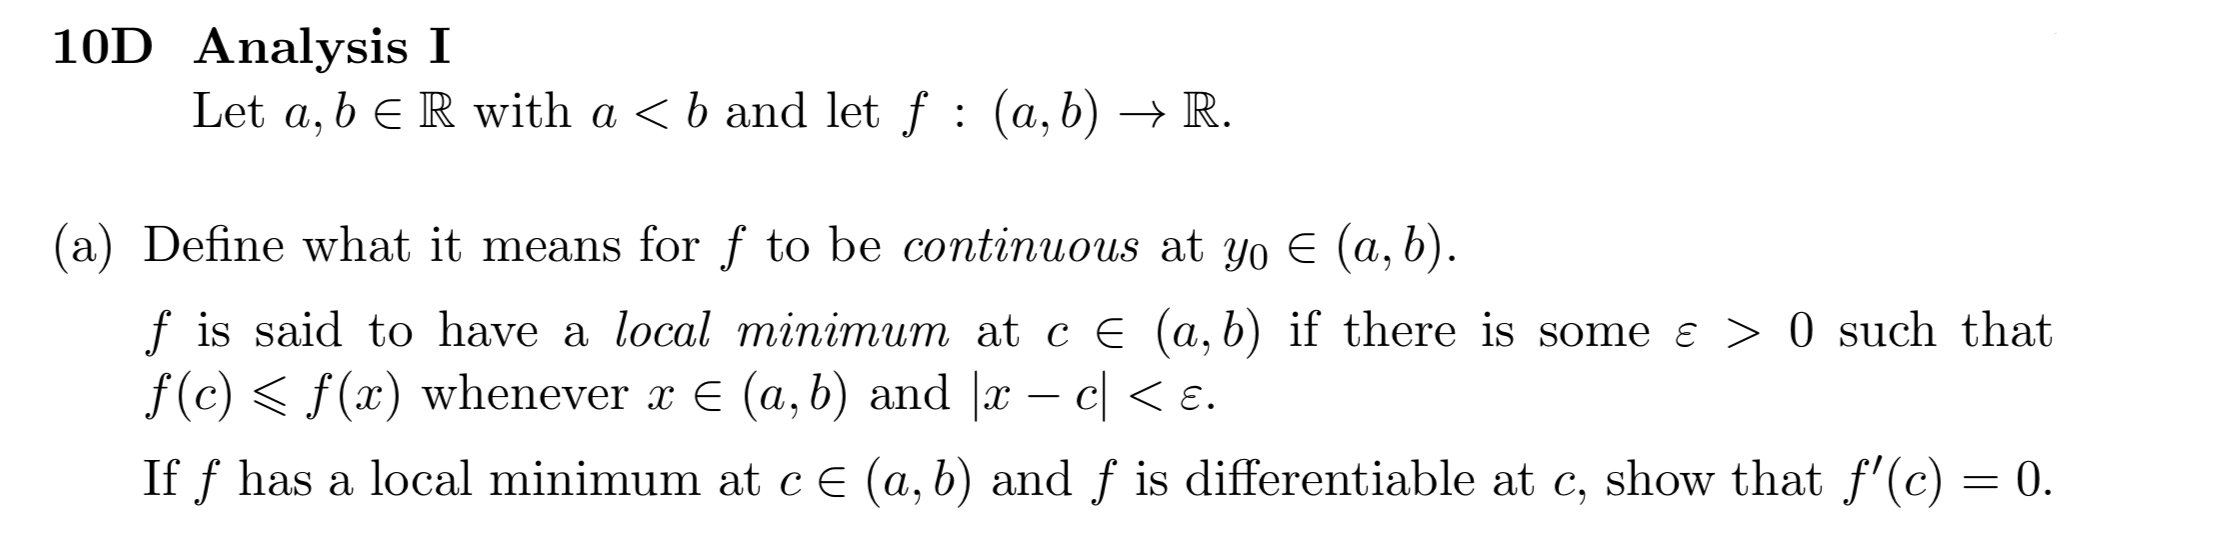 10D Analysis I
Let a, b ∈ ℝ with a < b and let f : (a, b) → ℝ.
(a) Define what it means for f to be continuous at y₀ ∈ (a, b).
f is said to have a local minimum at c ∈ (a, b) if there is some ε > 0 such that
f(c) ⩽ f(x) whenever x ∈ (a, b) and |x − c| < ε.
If f has a local minimum at c ∈ (a, b) and f is differentiable at c, show that f′(c) = 0.